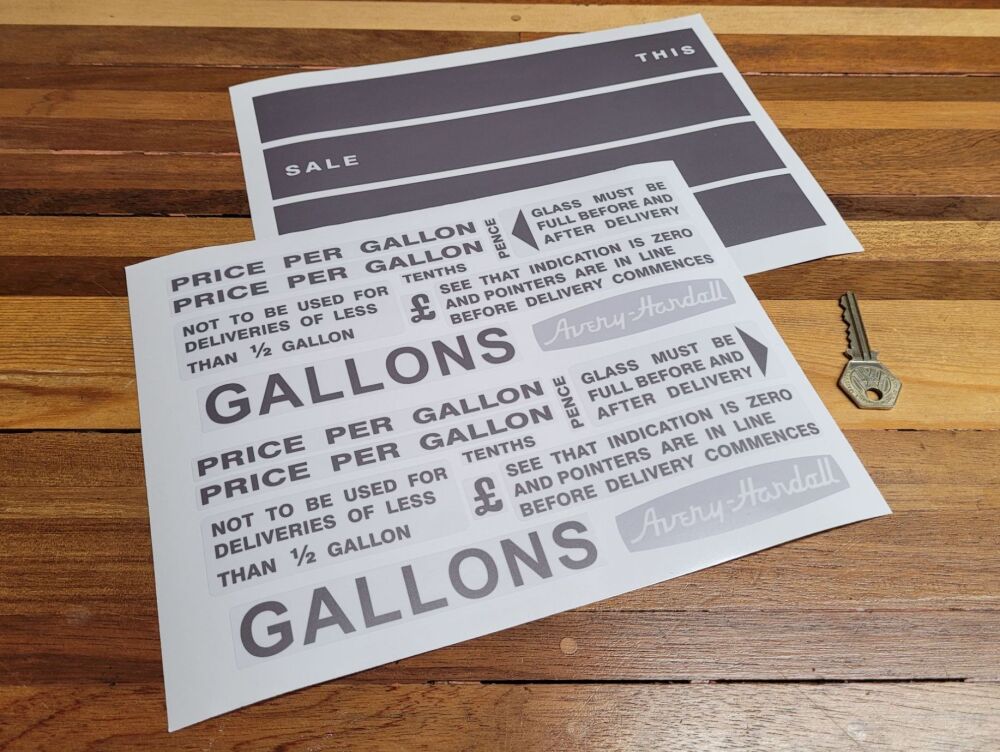 THIS
SALE
PRICE PER GALLON
PRICE PER GALLON
PENCE
GLASS MUST BE
FULL BEFORE AND
AFTER DELIVERY
NOT TO BE USED FOR
DELIVERIES OF LESS
THAN ½ GALLON
TENTHS
£
SEE THAT INDICATION IS ZERO
AND POINTERS ARE IN LINE
BEFORE DELIVERY COMMENCES
GALLONS
Avery-Hardoll
PRICE PER GALLON
PRICE PER GALLON
PENCE
GLASS MUST BE
FULL BEFORE AND
AFTER DELIVERY
NOT TO BE USED FOR
DELIVERIES OF LESS
THAN ½ GALLON
TENTHS
£
SEE THAT INDICATION IS ZERO
AND POINTERS ARE IN LINE
BEFORE DELIVERY COMMENCES
GALLONS
Avery-Hardoll